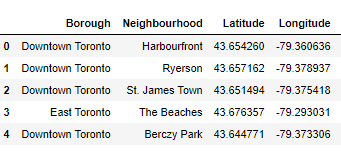 Borough Neighbourhood Latitude Longitude
0 Downtown Toronto Harbourfront 43.654260 -79.360636
1 Downtown Toronto Ryerson 43.657162 -79.378937
2 Downtown Toronto St. James Town 43.651494 -79.375418
3 East Toronto The Beaches 43.676357 -79.293031
4 Downtown Toronto Berczy Park 43.644771 -79.373306